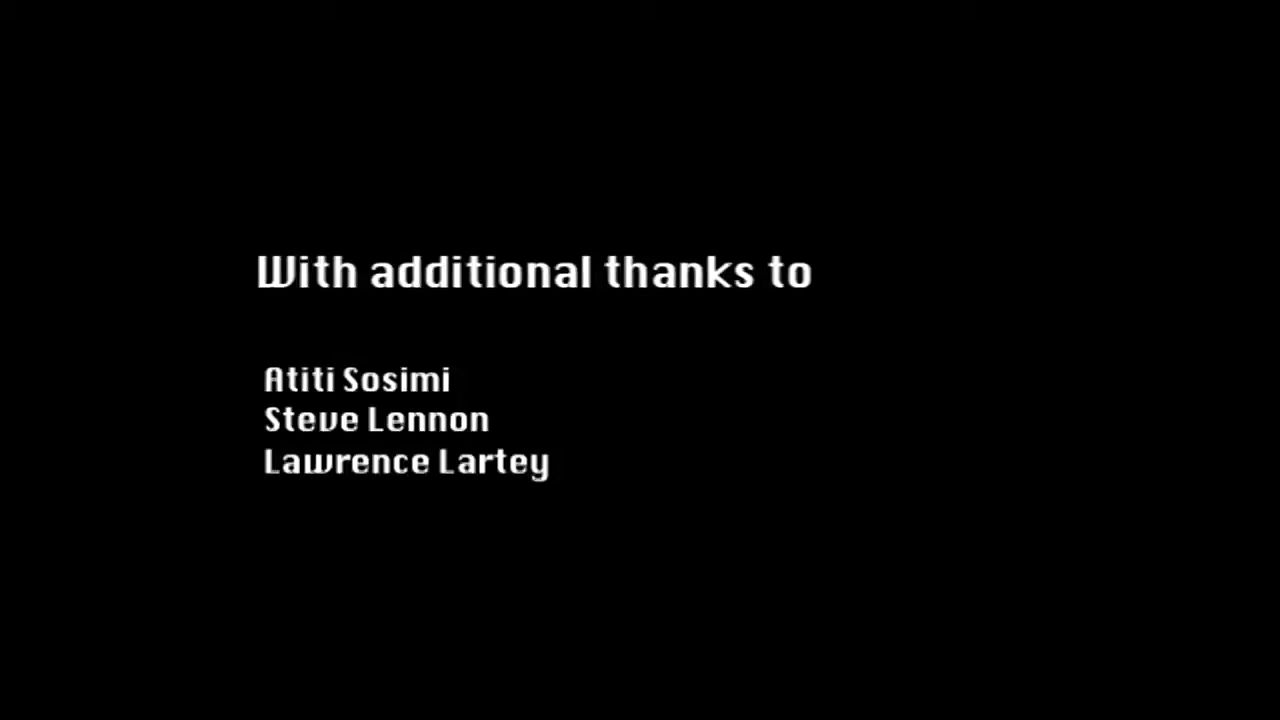 With additional thanks to
Atiti Sosimi
Steve Lennon
Lawrence Lartey